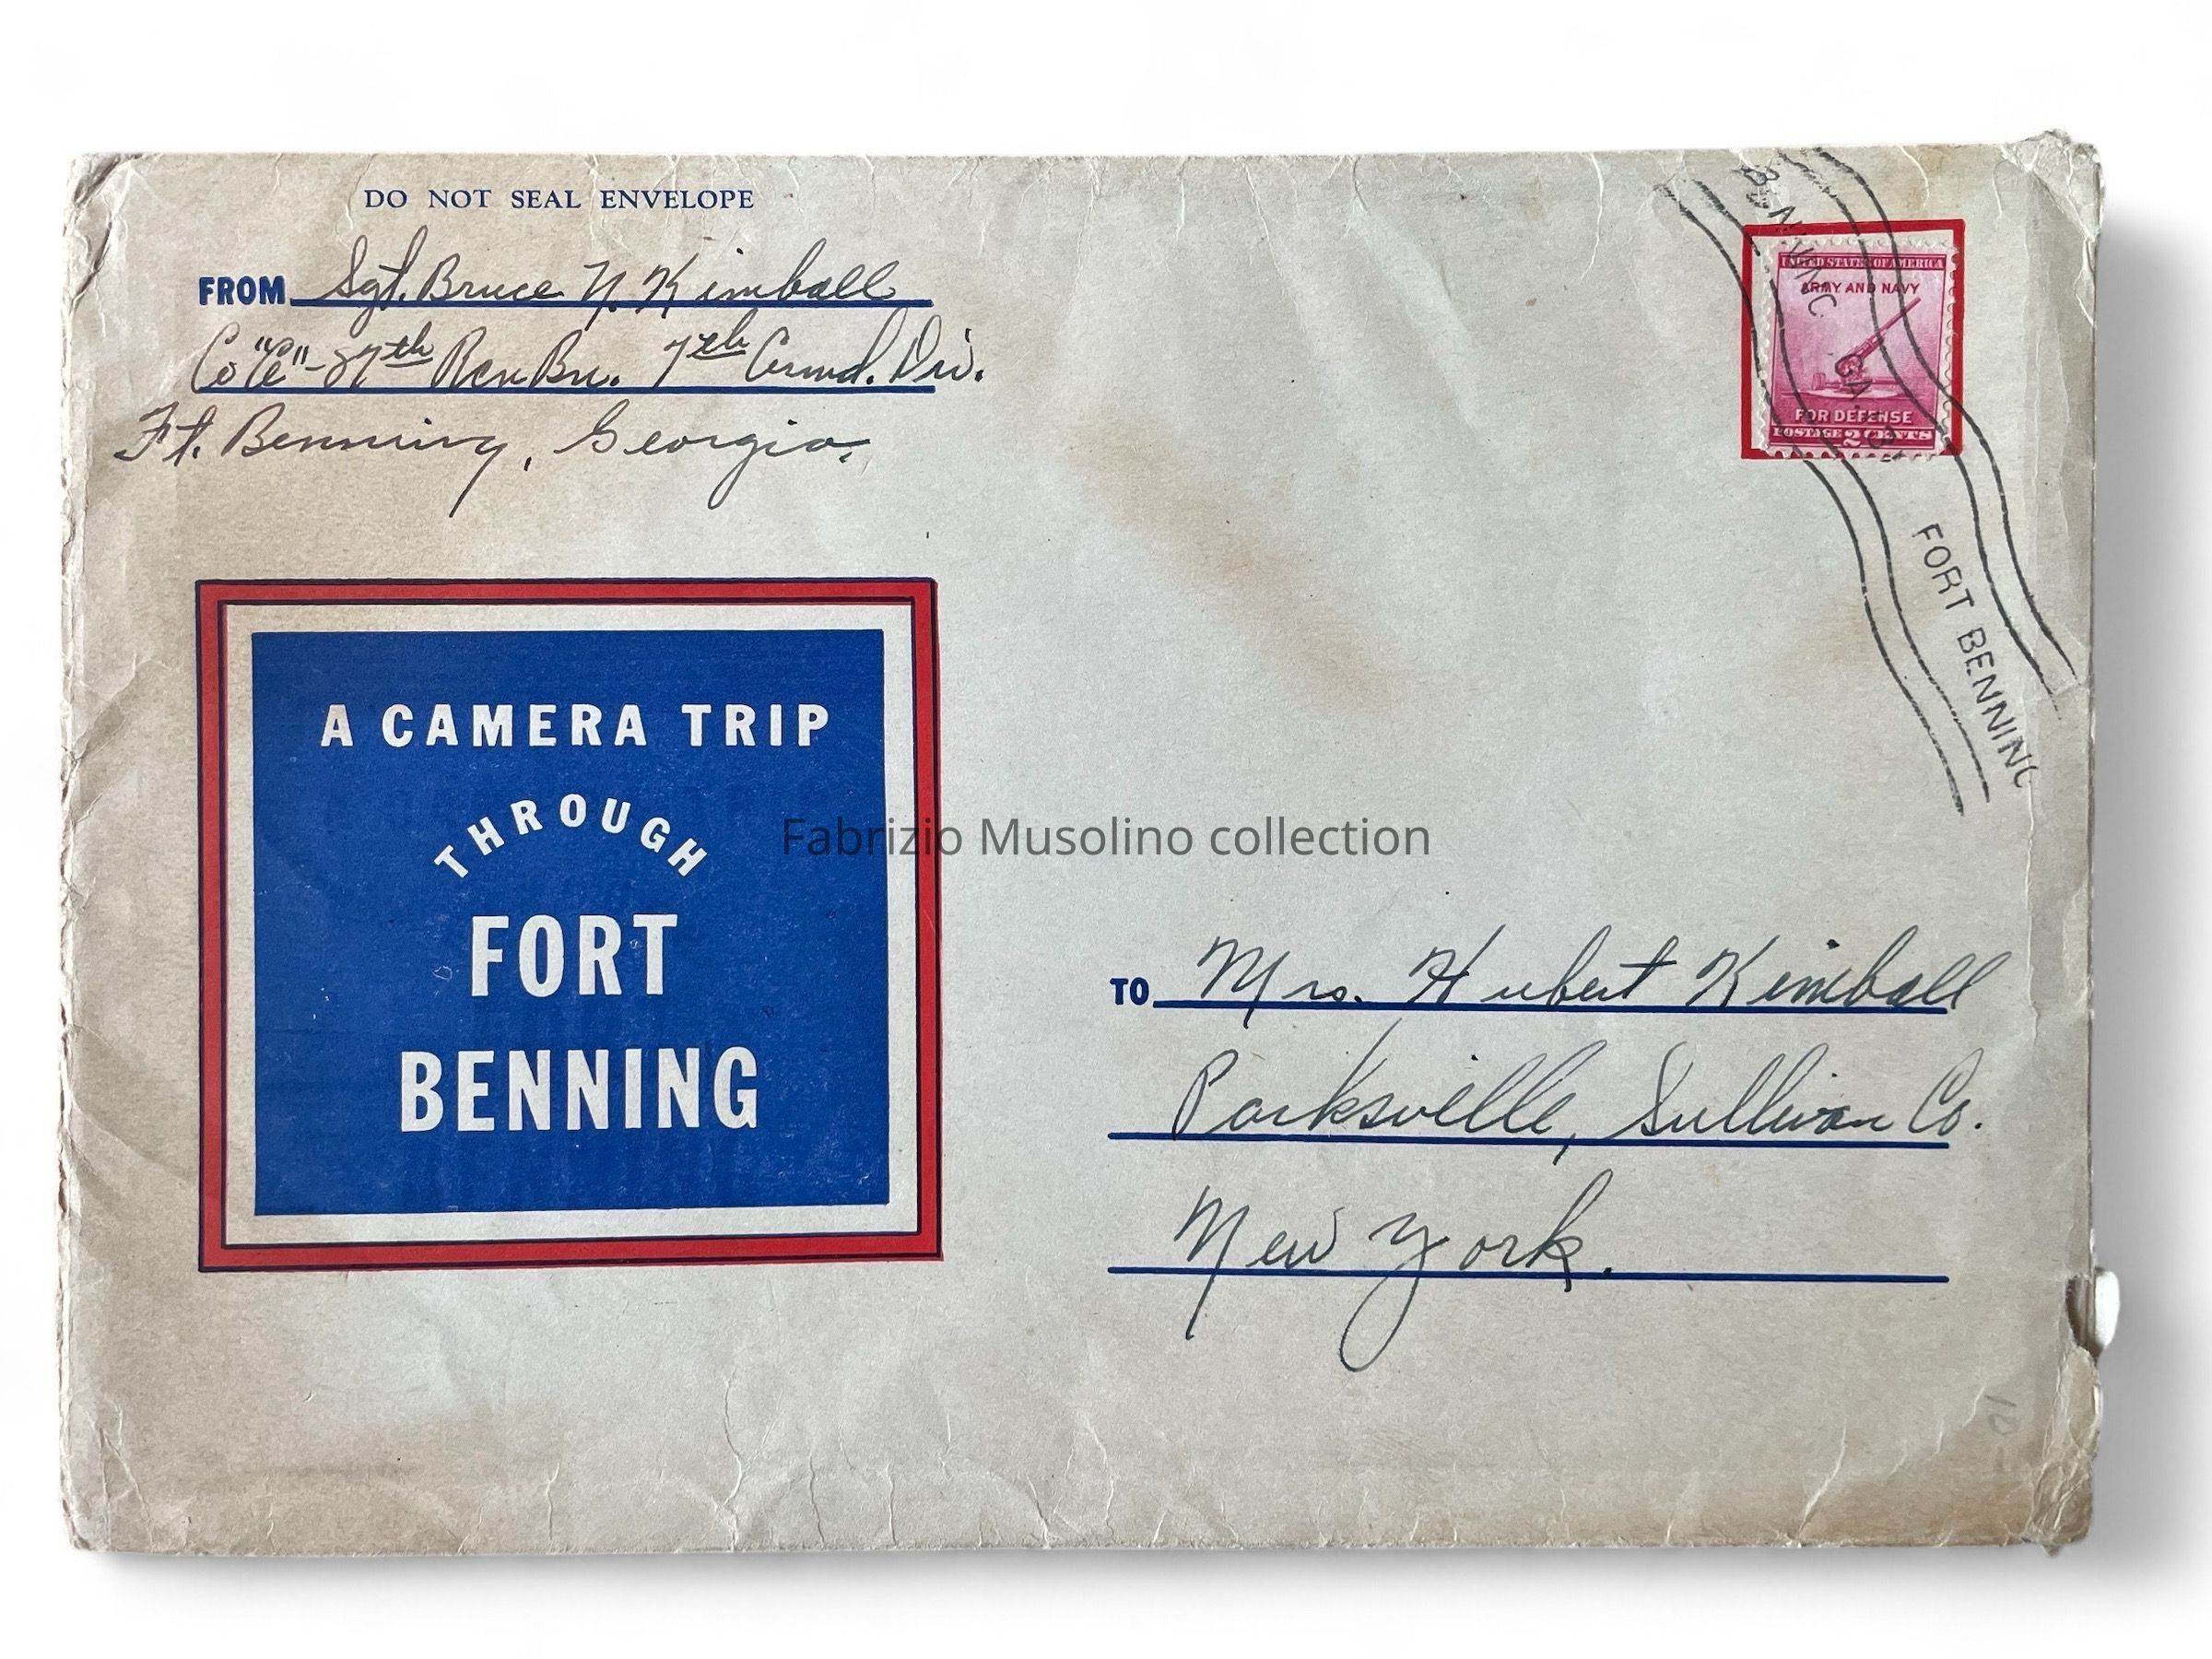 DO NOT SEAL ENVELOPE
FROM Sgt. Bruce N. Kimball
Co "C" - 87th Rcn Bn. 7th Armd. Div.
Ft. Benning, Georgia.
UNITED STATES OF AMERICA
ARMY AND NAVY
FOR DEFENSE
POSTAGE 2 CENTS
BENNING GA.
FORT BENNING
A CAMERA TRIP
THROUGH
FORT
BENNING
Fabrizio Musolino collection
TO Mrs. Hubert Kimball
Parksville, Sullivan Co.
New York.